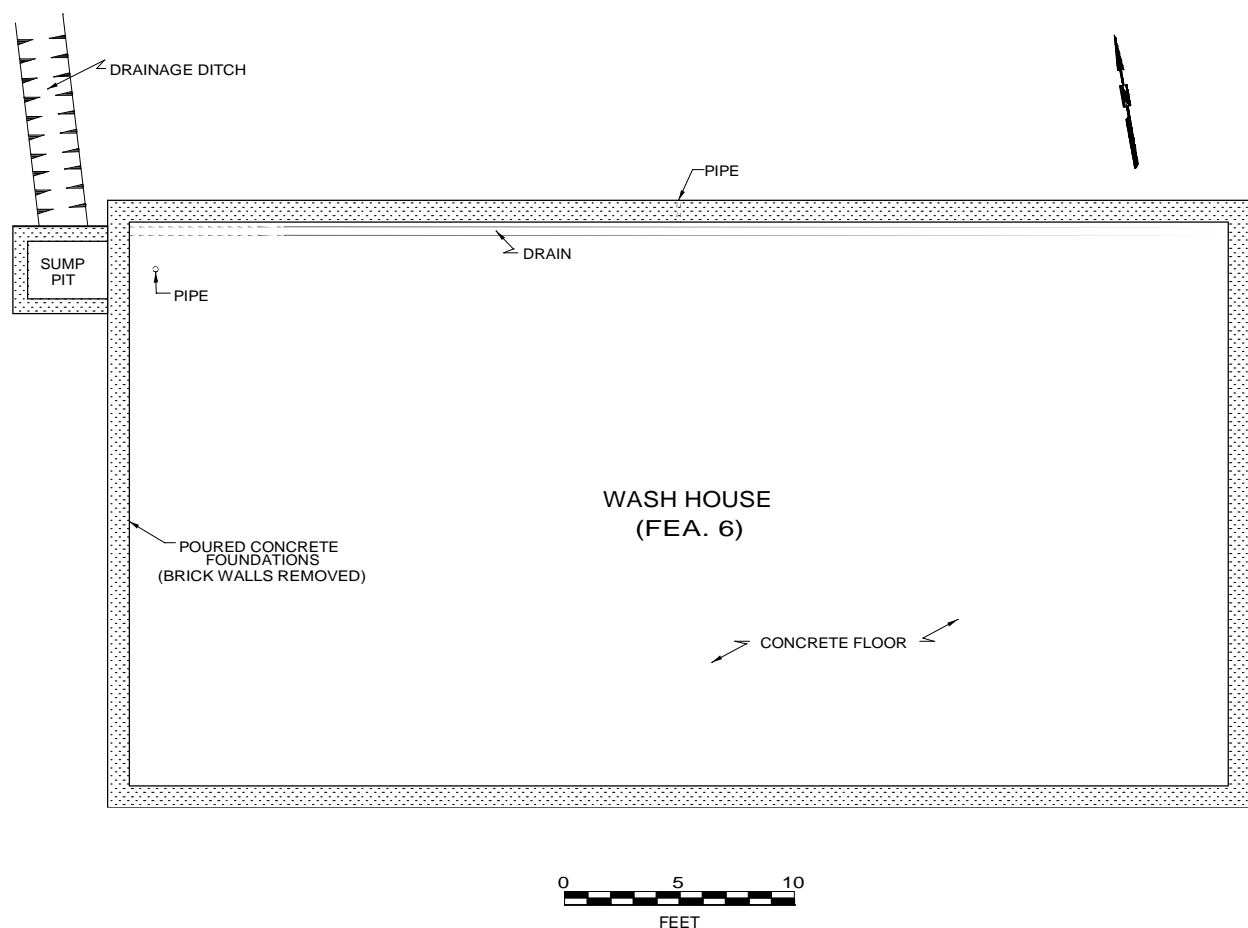 DRAINAGE DITCH
PIPE
DRAIN
SUMP
PIT
PIPE
WASH HOUSE
(FEA. 6)
POURED CONCRETE
FOUNDATIONS
(BRICK WALLS REMOVED)
CONCRETE FLOOR
0 5 10
FEET